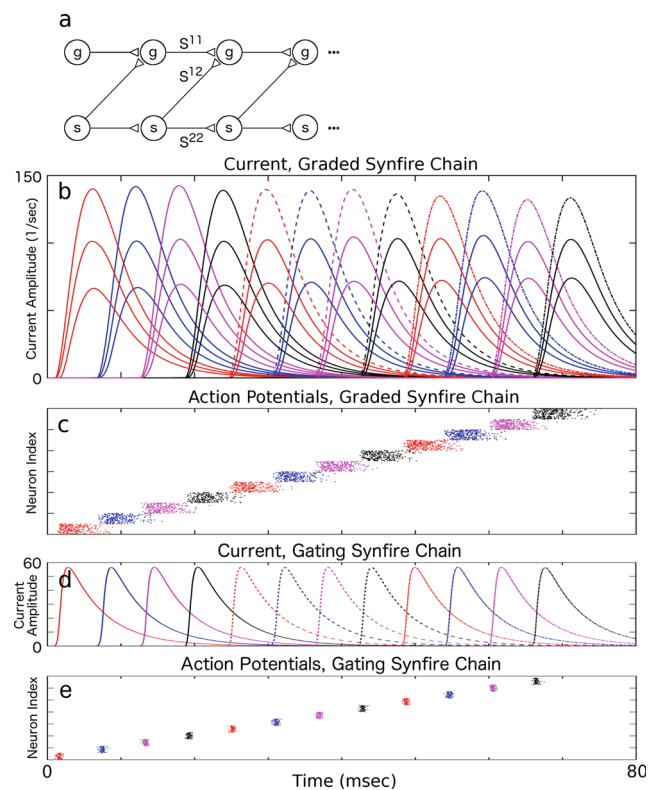 a
g g S¹¹ g g ...
S¹²
s s s s ...
S²²
Current, Graded Synfire Chain
150
b
Current Amplitude (1/sec)
0
Action Potentials, Graded Synfire Chain
c
Neuron Index
Current, Gating Synfire Chain
60
d
Current
Amplitude
0
Action Potentials, Gating Synfire Chain
e
Neuron Index
0 80
Time (msec)